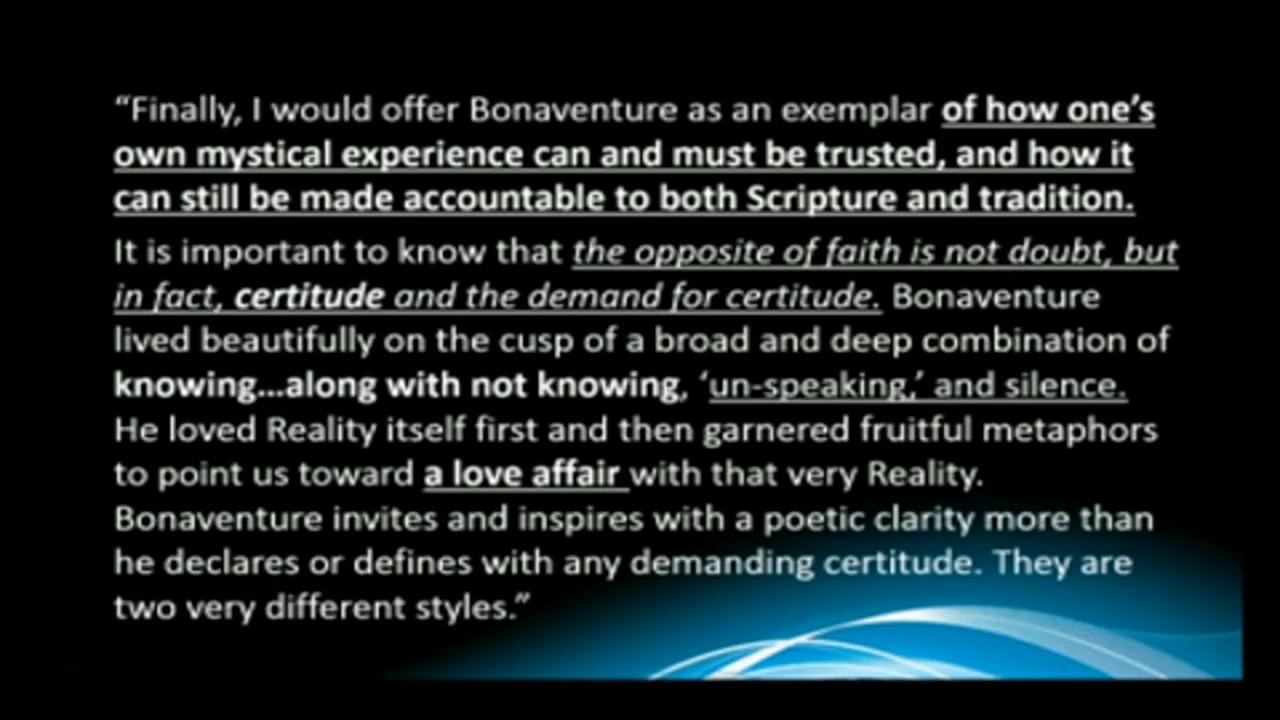 “Finally, I would offer Bonaventure as an exemplar of how one’s
own mystical experience can and must be trusted, and how it
can still be made accountable to both Scripture and tradition.
It is important to know that the opposite of faith is not doubt, but
in fact, certitude and the demand for certitude. Bonaventure
lived beautifully on the cusp of a broad and deep combination of
knowing...along with not knowing, ‘un-speaking,’ and silence.
He loved Reality itself first and then garnered fruitful metaphors
to point us toward a love affair with that very Reality.
Bonaventure invites and inspires with a poetic clarity more than
he declares or defines with any demanding certitude. They are
two very different styles.”